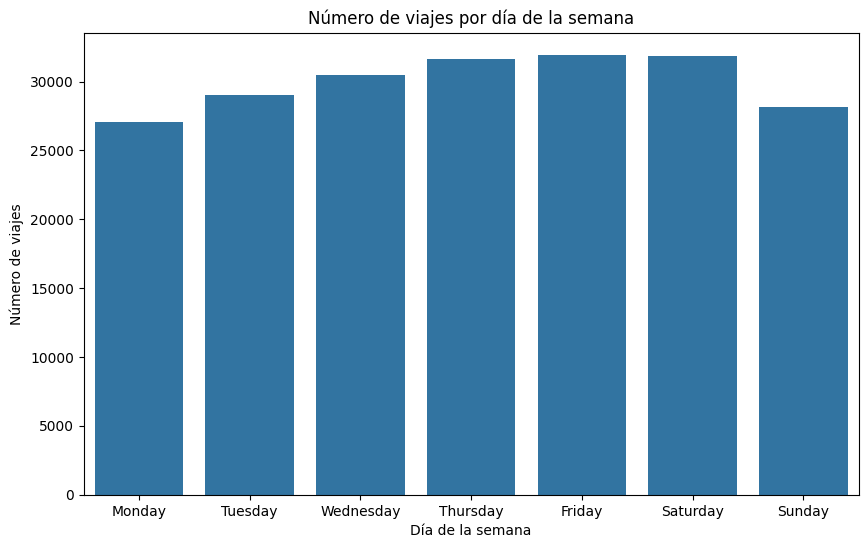 Número de viajes por día de la semana
Número de viajes
30000
25000
20000
15000
10000
5000
0
Monday Tuesday Wednesday Thursday Friday Saturday Sunday
Día de la semana